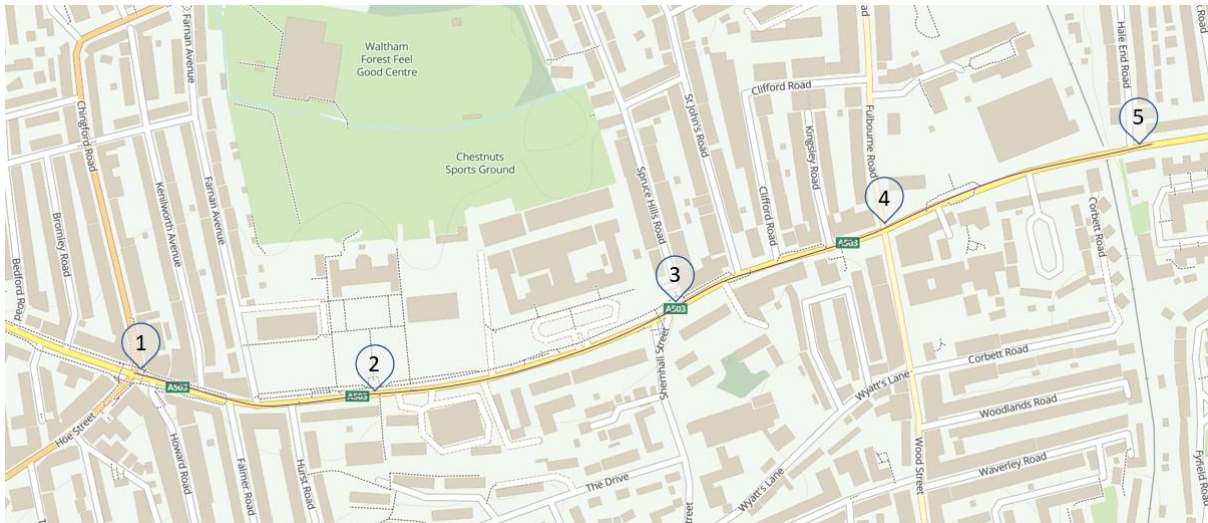 Farnan Avenue
Waltham
Forest Feel
Good Centre
Chestnuts
Sports Ground
Chingford Road
Kenilworth Avenue
Farnan Avenue
Bromley Road
Bedford Road
Spruce Hills Road
St John's Road
Clifford Road
Clifford Road
Kingsley Road
ad
Fulbourne Road
Hale End Road
Road
5
4
A503
3
A503
1
2
A503
A503
Hoe Street
Howard Road
Falmer Road
Hurst Road
Shernhall Street
The Drive
Wyatt's Lane
Wyatt's Lane
Corbett Road
Corbett Road
Woodlands Road
Waverley Road
Wood Street
Fyfield Road
treet